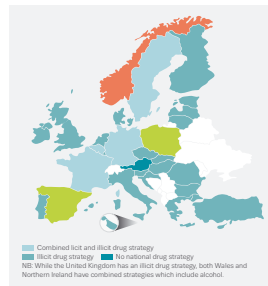 Combined licit and illicit drug strategy
Illicit drug strategy No national drug strategy
NB: While the United Kingdom has an illicit drug strategy, both Wales and
Northern Ireland have combined strategies which include alcohol.